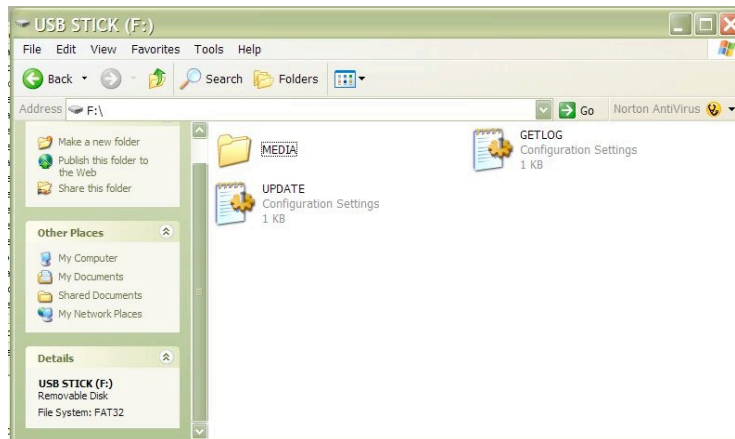 USB STICK (F:)
File Edit View Favorites Tools Help
Back Search Folders
Address F:\ Go Norton AntiVirus
Make a new folder
Publish this folder to
the Web
Share this folder
Other Places
My Computer
My Documents
Shared Documents
My Network Places
Details
USB STICK (F:)
Removable Disk
File System: FAT32
MEDIA
GETLOG
Configuration Settings
1 KB
UPDATE
Configuration Settings
1 KB